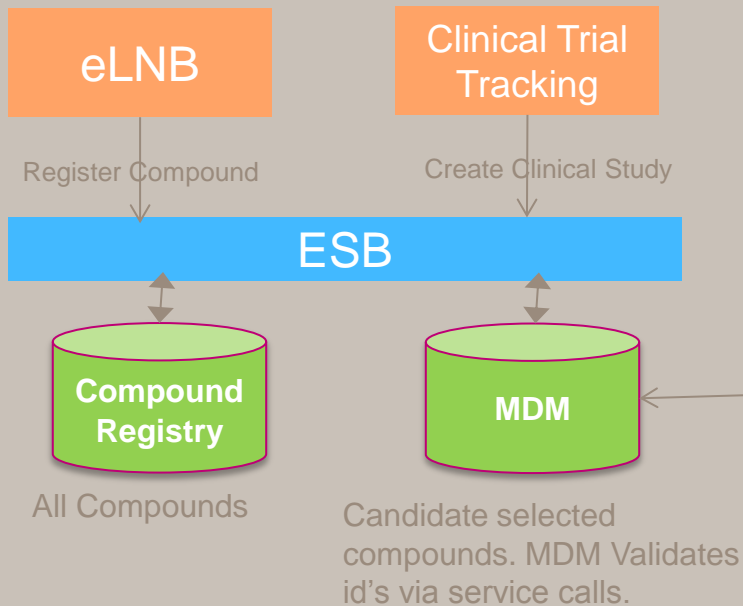 eLNB
Clinical Trial
Tracking
Register Compound
Create Clinical Study
ESB
Compound
Registry
MDM
All Compounds
Candidate selected
compounds. MDM Validates
id's via service calls.